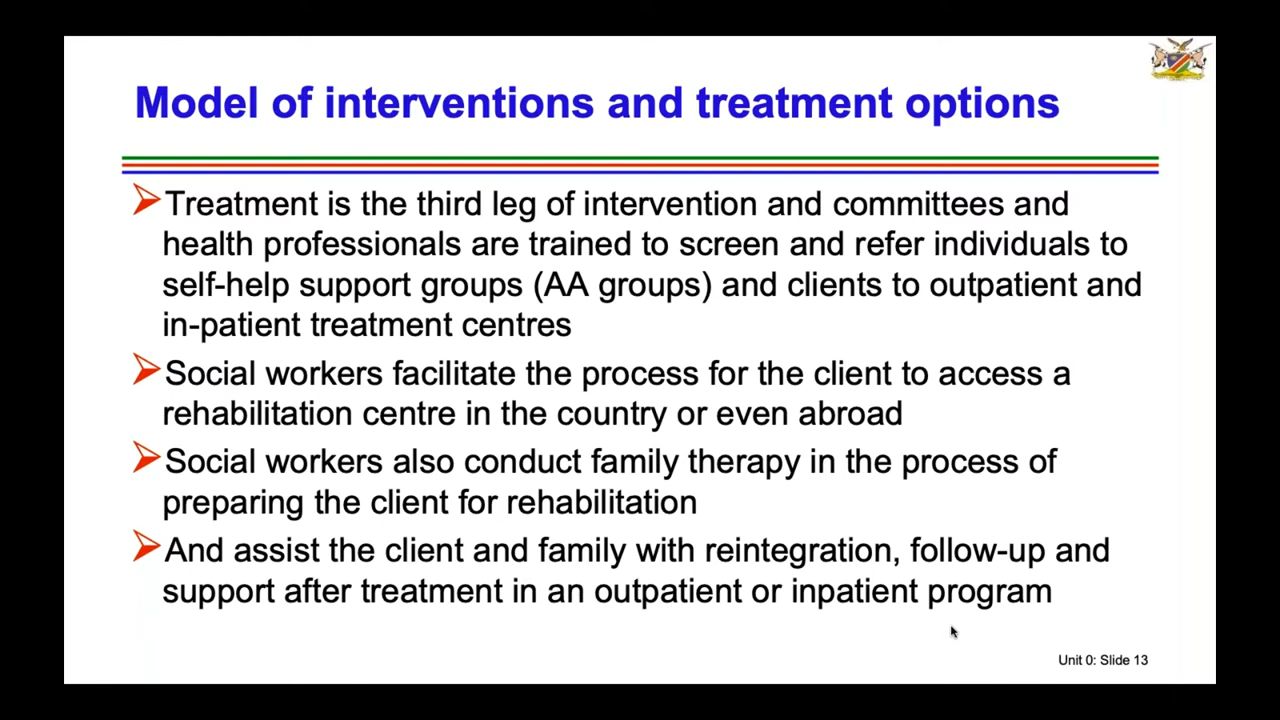 Model of interventions and treatment options
Treatment is the third leg of intervention and committees and
health professionals are trained to screen and refer individuals to
self-help support groups (AA groups) and clients to outpatient and
in-patient treatment centres
Social workers facilitate the process for the client to access a
rehabilitation centre in the country or even abroad
Social workers also conduct family therapy in the process of
preparing the client for rehabilitation
And assist the client and family with reintegration, follow-up and
support after treatment in an outpatient or inpatient program
Unit 0: Slide 13